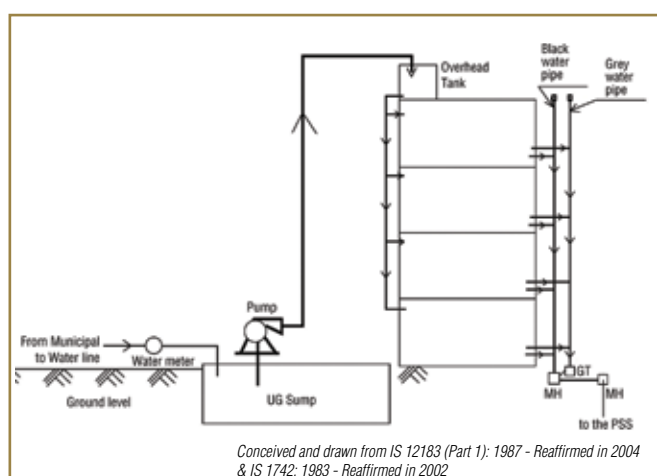 Black
water
pipe
Grey
water
pipe
Overhead
Tank
Pump
From Municipal
to Water line
Water meter
Ground level
UG Sump
GT
MH
MH
to the PSS
Conceived and drawn from IS 12183 (Part 1): 1987 - Reaffirmed in 2004
& IS 1742: 1983 - Reaffirmed in 2002